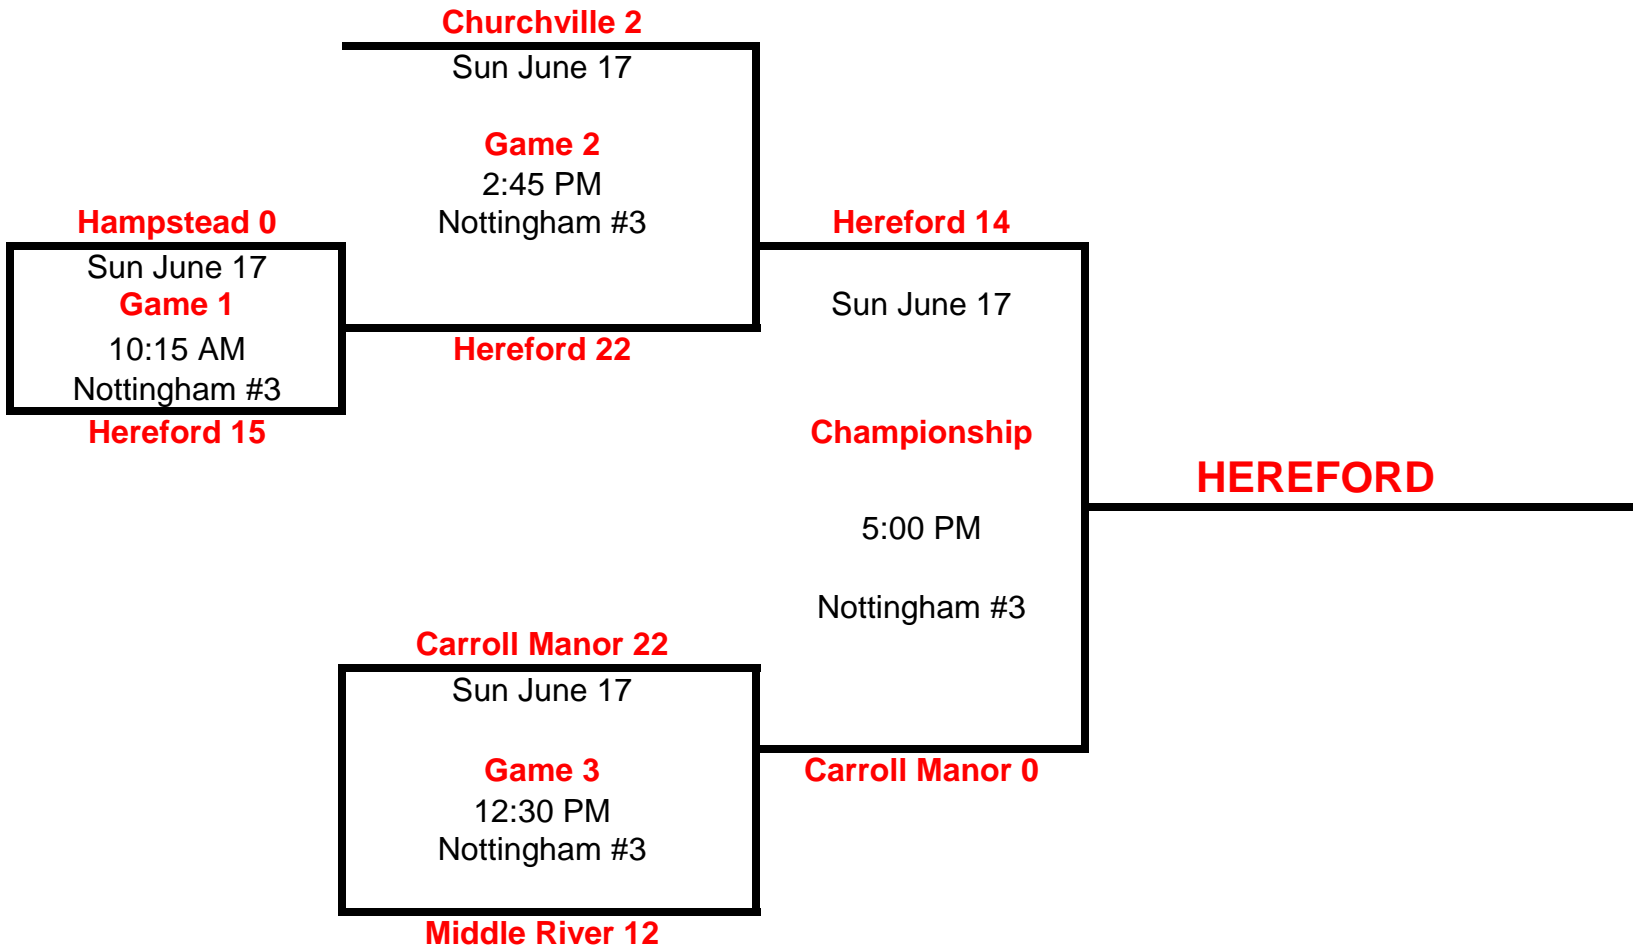 Churchville 2
Sun June 17
Game 2
2:45 PM
Nottingham #3
Hampstead 0
Sun June 17
Game 1
10:15 AM
Nottingham #3
Hereford 15
Hereford 22
Hereford 14
Sun June 17
Championship
5:00 PM
Nottingham #3
HEREFORD
Carroll Manor 22
Sun June 17
Game 3
12:30 PM
Nottingham #3
Middle River 12
Carroll Manor 0